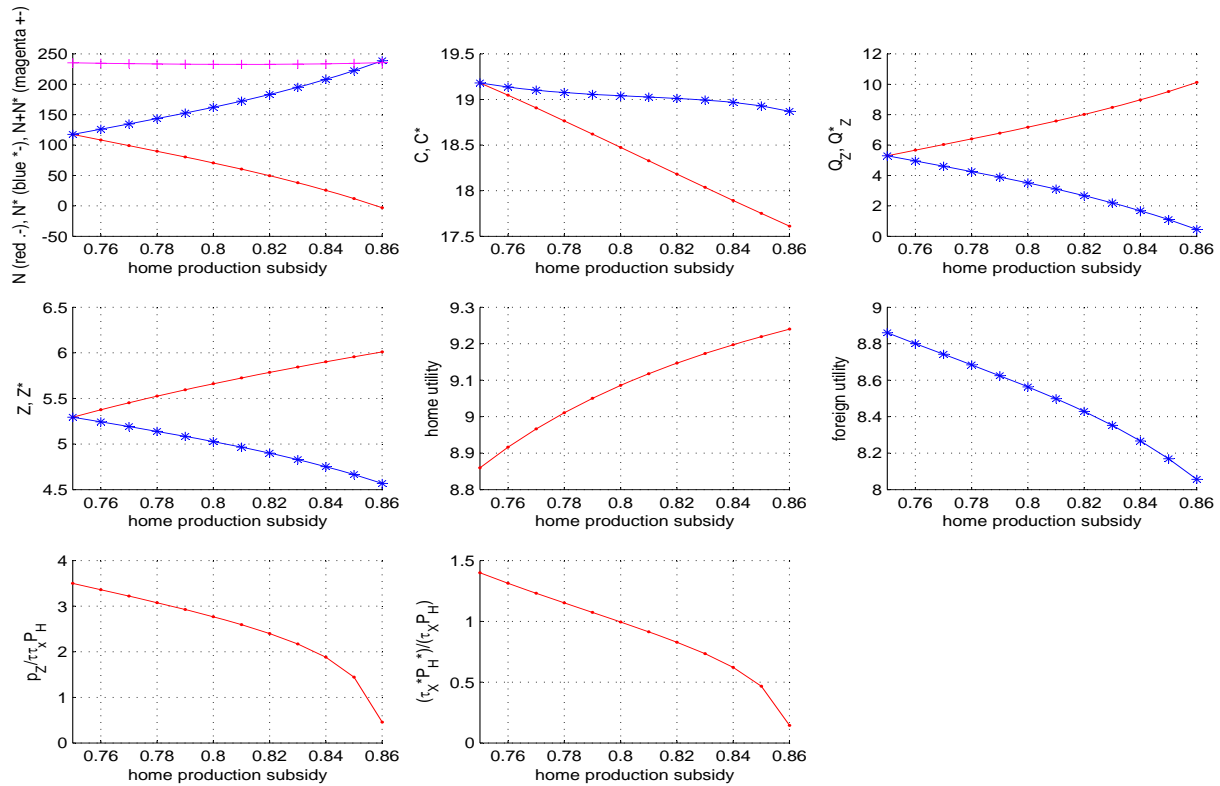 N (red -), N* (blue *-), N+N* (magenta +-)
250
200
150
100
50
0
-50
0.76 0.78 0.8 0.82 0.84 0.86
home production subsidy
C, C*
19.5
19
18.5
18
17.5
0.76 0.78 0.8 0.82 0.84 0.86
home production subsidy
Q_Z, Q*_Z
12
10
8
6
4
2
0
0.76 0.78 0.8 0.82 0.84 0.86
home production subsidy
Z, Z*
6.5
6
5.5
5
4.5
0.76 0.78 0.8 0.82 0.84 0.86
home production subsidy
home utility
9.3
9.2
9.1
9
8.9
8.8
0.76 0.78 0.8 0.82 0.84 0.86
home production subsidy
foreign utility
9
8.8
8.6
8.4
8.2
8
0.76 0.78 0.8 0.82 0.84 0.86
home production subsidy
p_Z/ττ_xP_H
4
3
2
1
0
0.76 0.78 0.8 0.82 0.84 0.86
home production subsidy
(τ_X*P_H*)/(τ_XP_H)
1.5
1
0.5
0
0.76 0.78 0.8 0.82 0.84 0.86
home production subsidy